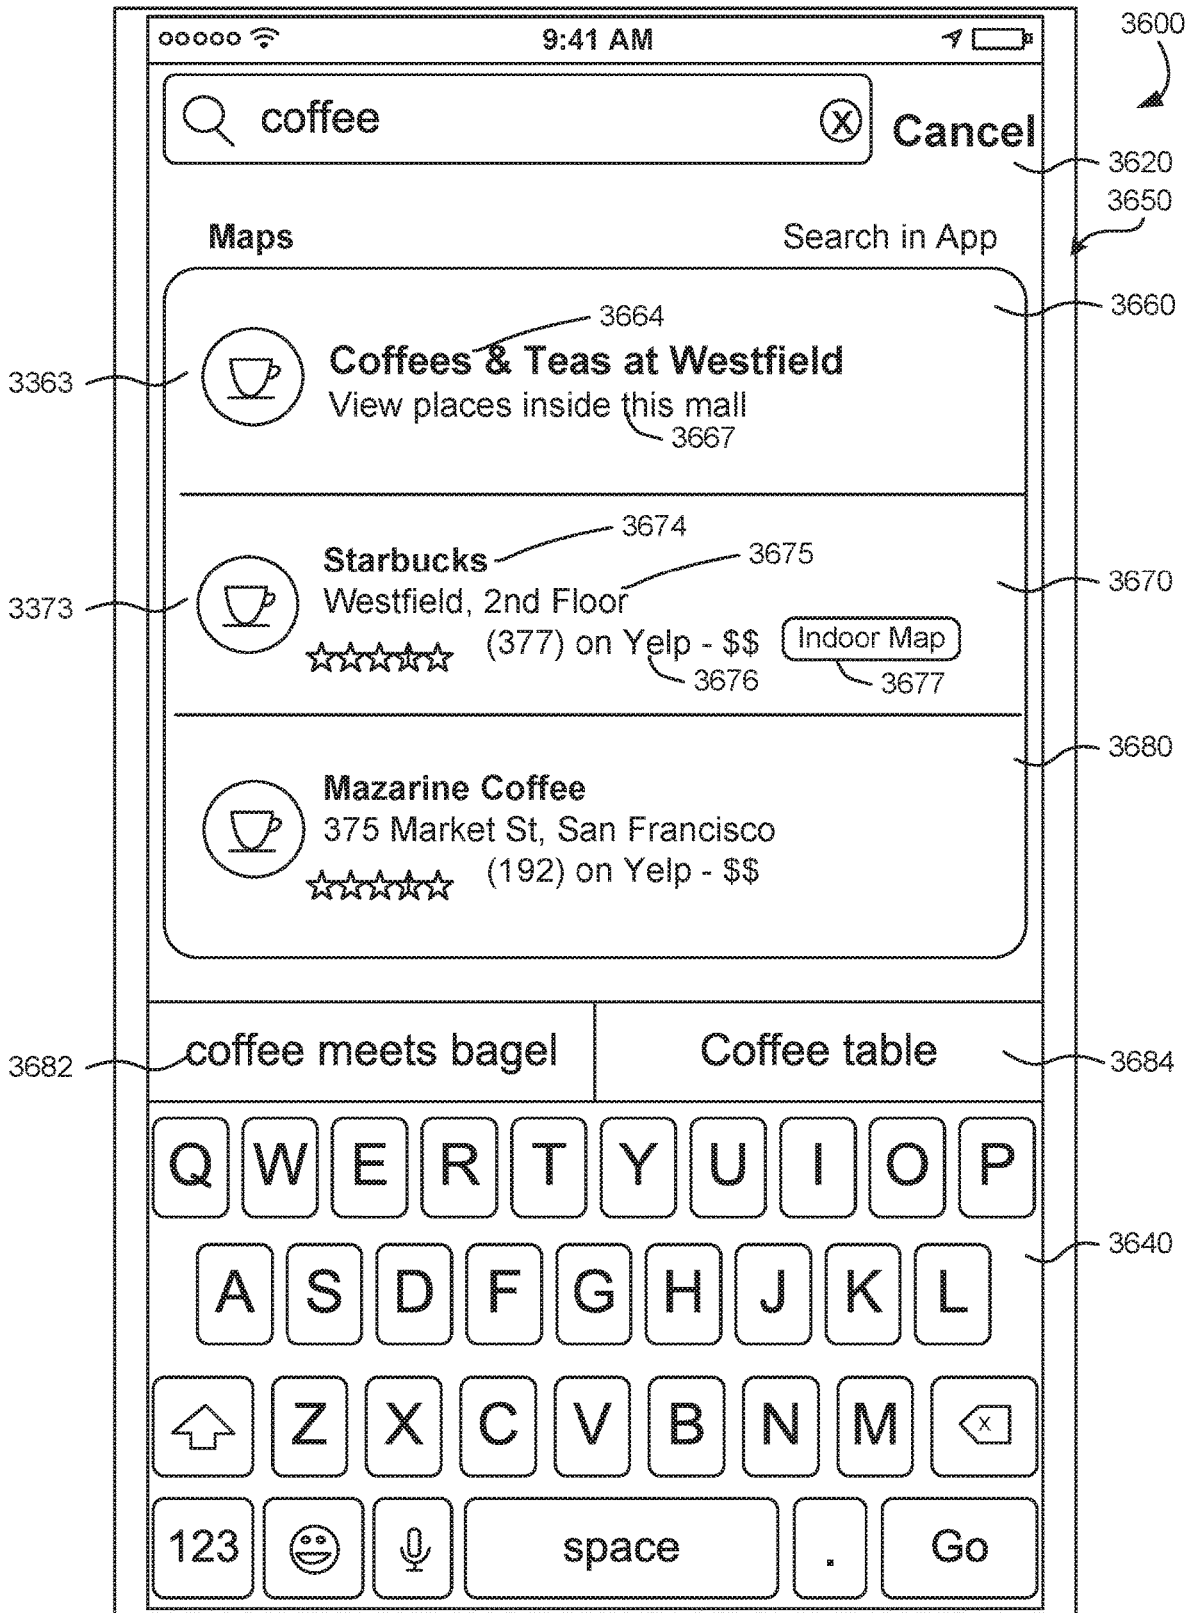 9:41 AM
3600
coffee X Cancel
3620
3650
Maps Search in App
3660
3664
Coffees & Teas at Westfield
3363
View places inside this mall
3667
3674
Starbucks
3675
3670
3373
Westfield, 2nd Floor
(377) on Yelp - $$ Indoor Map
3676 3677
3680
Mazarine Coffee
375 Market St, San Francisco
(192) on Yelp - $$
3682 coffee meets bagel Coffee table 3684
Q W E R T Y U I O P
3640
A S D F G H J K L
Z X C V B N M x
123 space . Go